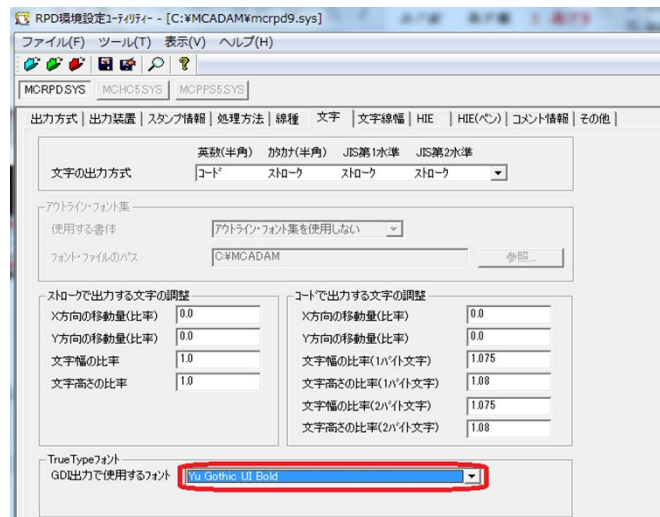 RPD環境設定ﾕｰﾃｨﾘﾃｨｰ - [C:¥MCADAM¥mcrpd9.sys]
ファイル(F) ツール(T) 表示(V) ヘルプ(H)
MCRPD.SYS MCHC5.SYS MCPPS5.SYS
出力方式 出力装置 スタンプ情報 処理方法 線種 文字 文字線幅 HIE HIE(ペン) コメント情報 その他
英数(半角) ｶﾀｶﾅ(半角) JIS第1水準 JIS第2水準
文字の出力方式 ｺｰﾄﾞ ｽﾄﾛｰｸ ｽﾄﾛｰｸ ｽﾄﾛｰｸ
ｱｳﾄﾗｲﾝ・ﾌｫﾝﾄ集
使用する書体 ｱｳﾄﾗｲﾝ・ﾌｫﾝﾄ集を使用しない
ﾌｫﾝﾄ・ﾌｧｲﾙのﾊﾟｽ C:¥MCADAM 参照...
ｽﾄﾛｰｸで出力する文字の調整
X方向の移動量(比率) 0.0
Y方向の移動量(比率) 0.0
文字幅の比率 1.0
文字高さの比率 1.0
ｺｰﾄﾞで出力する文字の調整
X方向の移動量(比率) 0.0
Y方向の移動量(比率) 0.0
文字幅の比率(1ﾊﾞｲﾄ文字) 1.075
文字高さの比率(1ﾊﾞｲﾄ文字) 1.08
文字幅の比率(2ﾊﾞｲﾄ文字) 1.075
文字高さの比率(2ﾊﾞｲﾄ文字) 1.08
TrueTypeﾌｫﾝﾄ
GDI出力で使用するﾌｫﾝﾄ Yu Gothic UI Bold